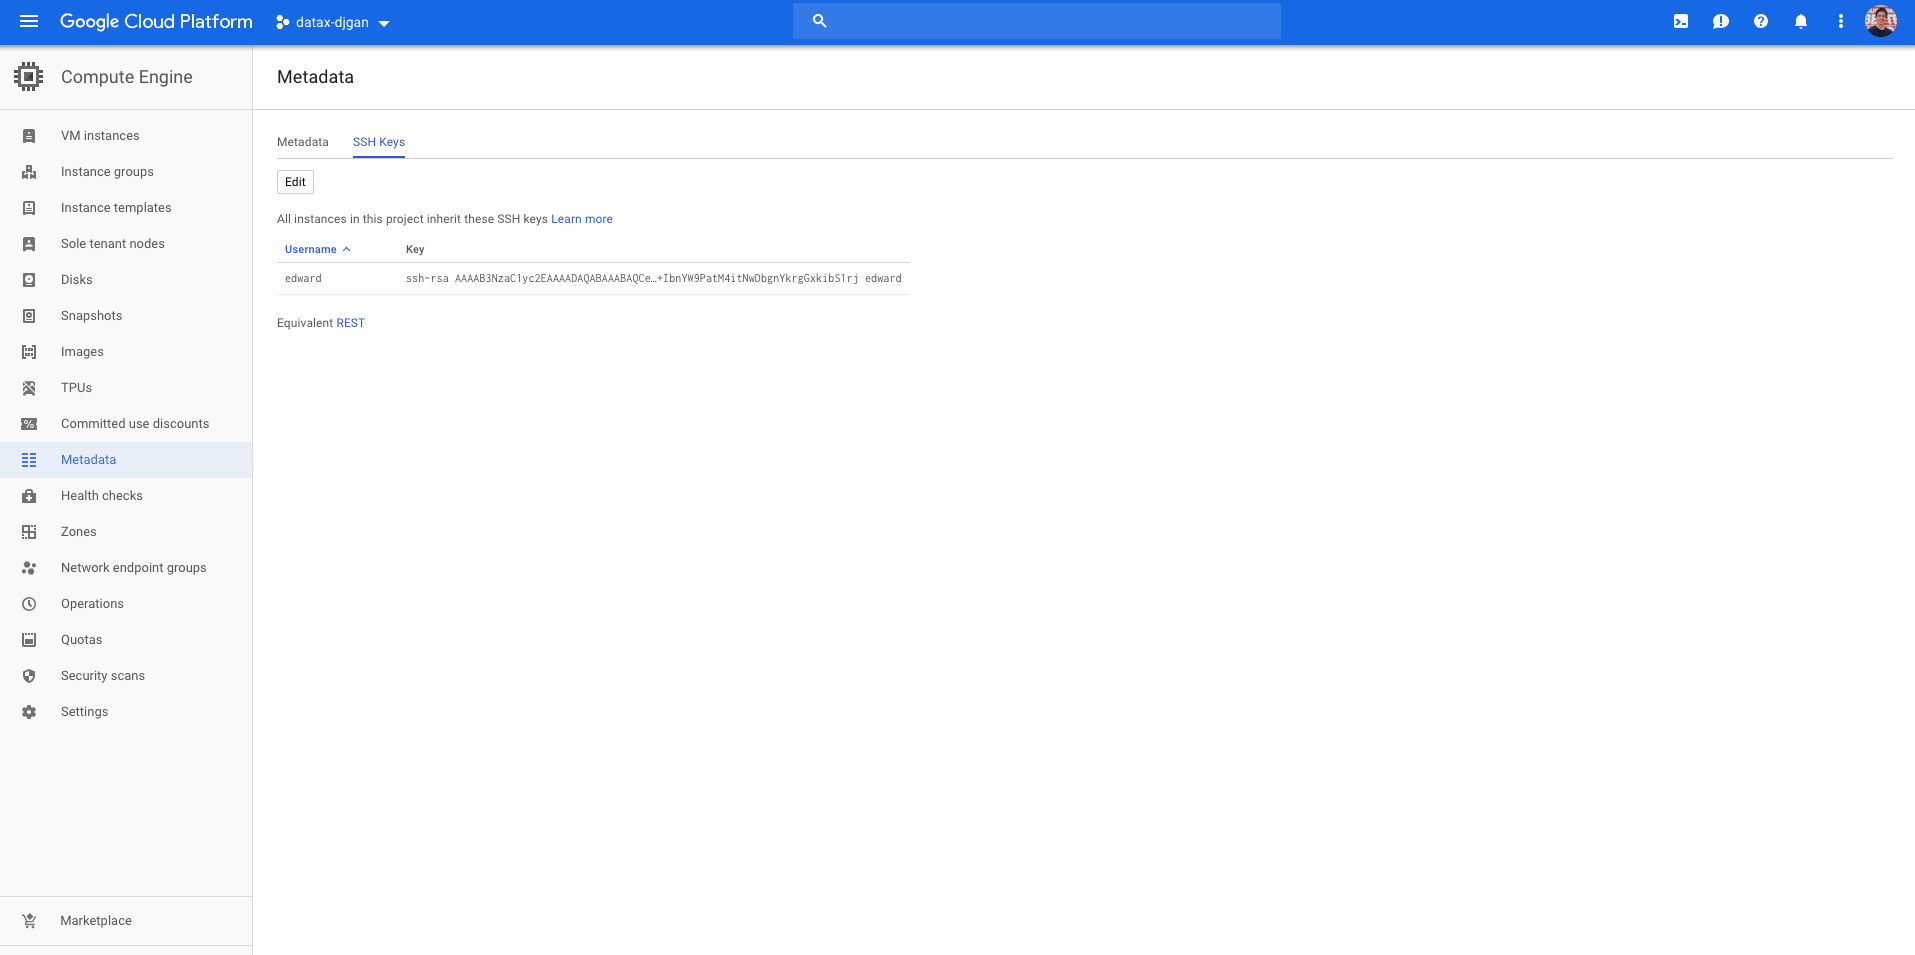 Google Cloud Platform
datax-djgan
Compute Engine
Metadata
VM instances
Instance groups
Instance templates
Sole tenant nodes
Disks
Snapshots
Images
TPUs
Committed use discounts
Metadata
Health checks
Zones
Network endpoint groups
Operations
Quotas
Security scans
Settings
Marketplace
Metadata SSH Keys
Edit
All instances in this project inherit these SSH keys Learn more
Username Key
edward ssh-rsa AAAAB3NzaC1yc2EAAAADAQABAAABAQCe…+IbnYW9PatM4itNwDbgnYkrgGxkibS1rj edward
Equivalent REST